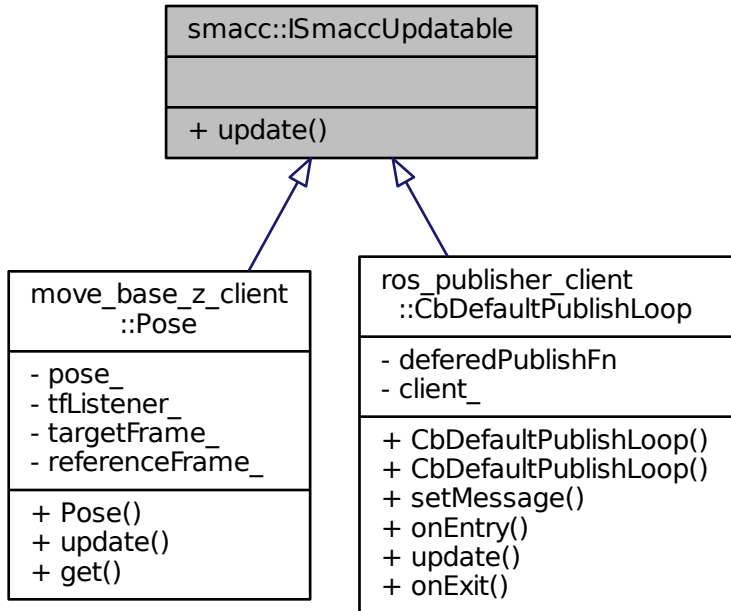 smacc::ISmaccUpdatable
+ update()
move_base_z_client
::Pose
- pose_
- tfListener_
- targetFrame_
- referenceFrame_
+ Pose()
+ update()
+ get()
ros_publisher_client
::CbDefaultPublishLoop
- deferedPublishFn
- client_
+ CbDefaultPublishLoop()
+ CbDefaultPublishLoop()
+ setMessage()
+ onEntry()
+ update()
+ onExit()